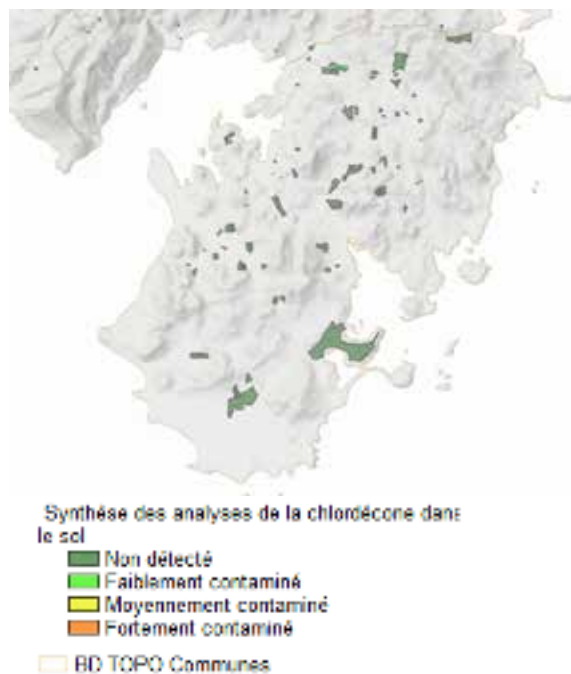 Synthèse des analyses de la chlordécone dans
le sol
Non détecté
Faiblement contaminé
Moyennement contaminé
Fortement contaminé
BD TOPO Communes